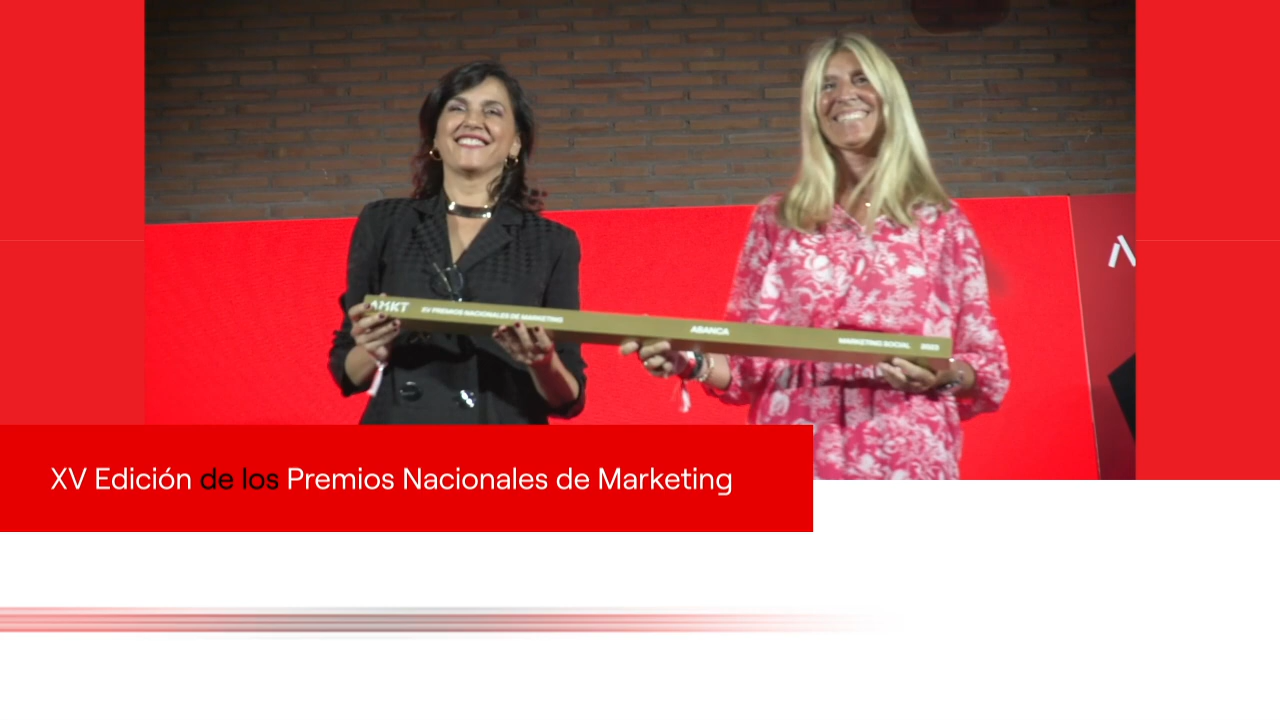 AMKT XV PREMIOS NACIONALES DE MARKETING ABANCA MARKETING SOCIAL 2023
XV Edición de los Premios Nacionales de Marketing